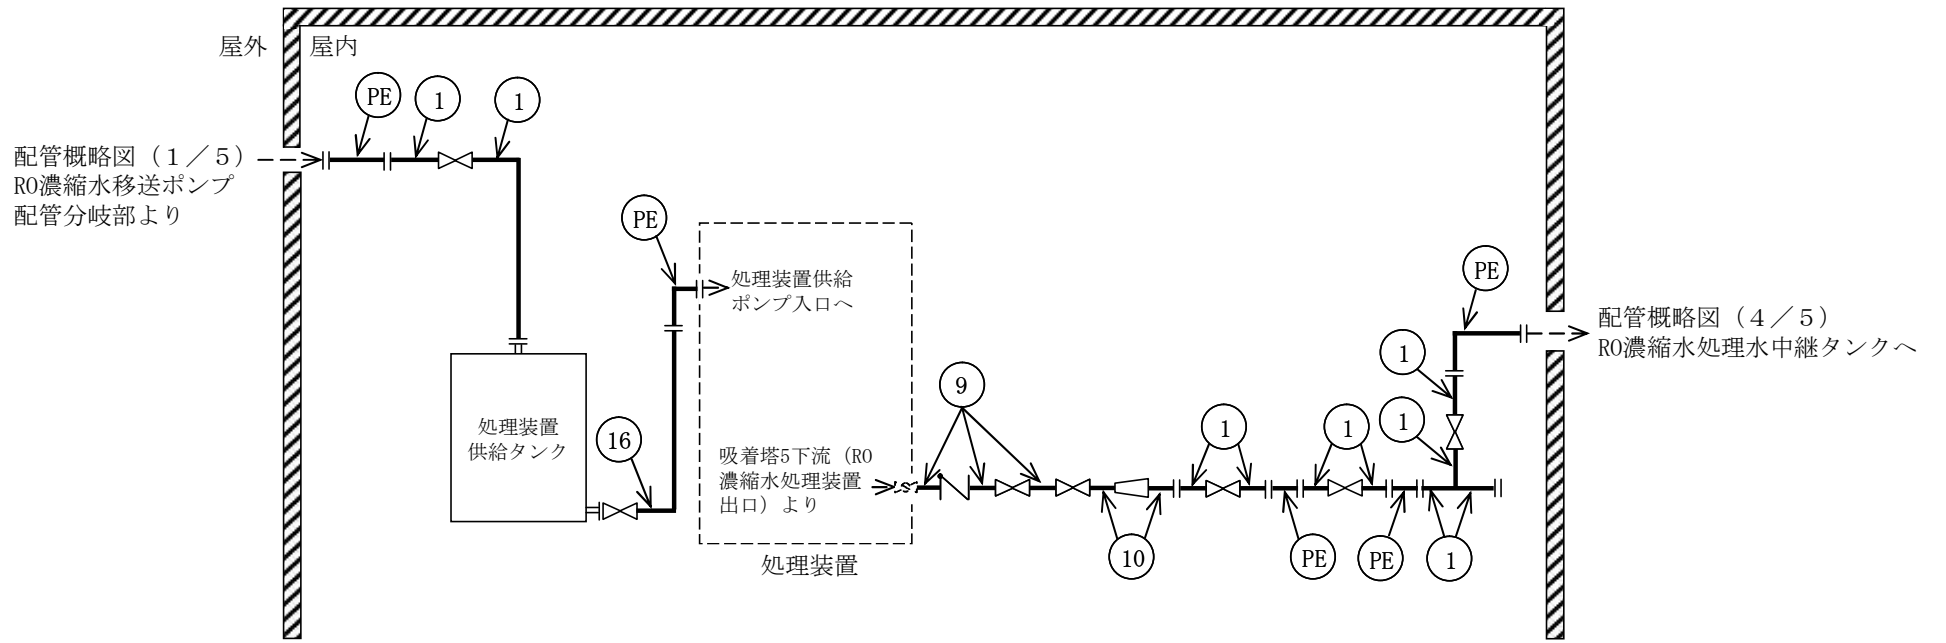 屋外 屋内
PE 1 1
配管概略図（１／５）
RO濃縮水移送ポンプ
配管分岐部より
PE
処理装置供給
ポンプ入口へ
PE
配管概略図（４／５）
RO濃縮水処理水中継タンクへ
1
9
1
1
1
処理装置
供給タンク
16
吸着塔5下流（RO
濃縮水処理装置
出口）より
10
PE
PE
1
処理装置